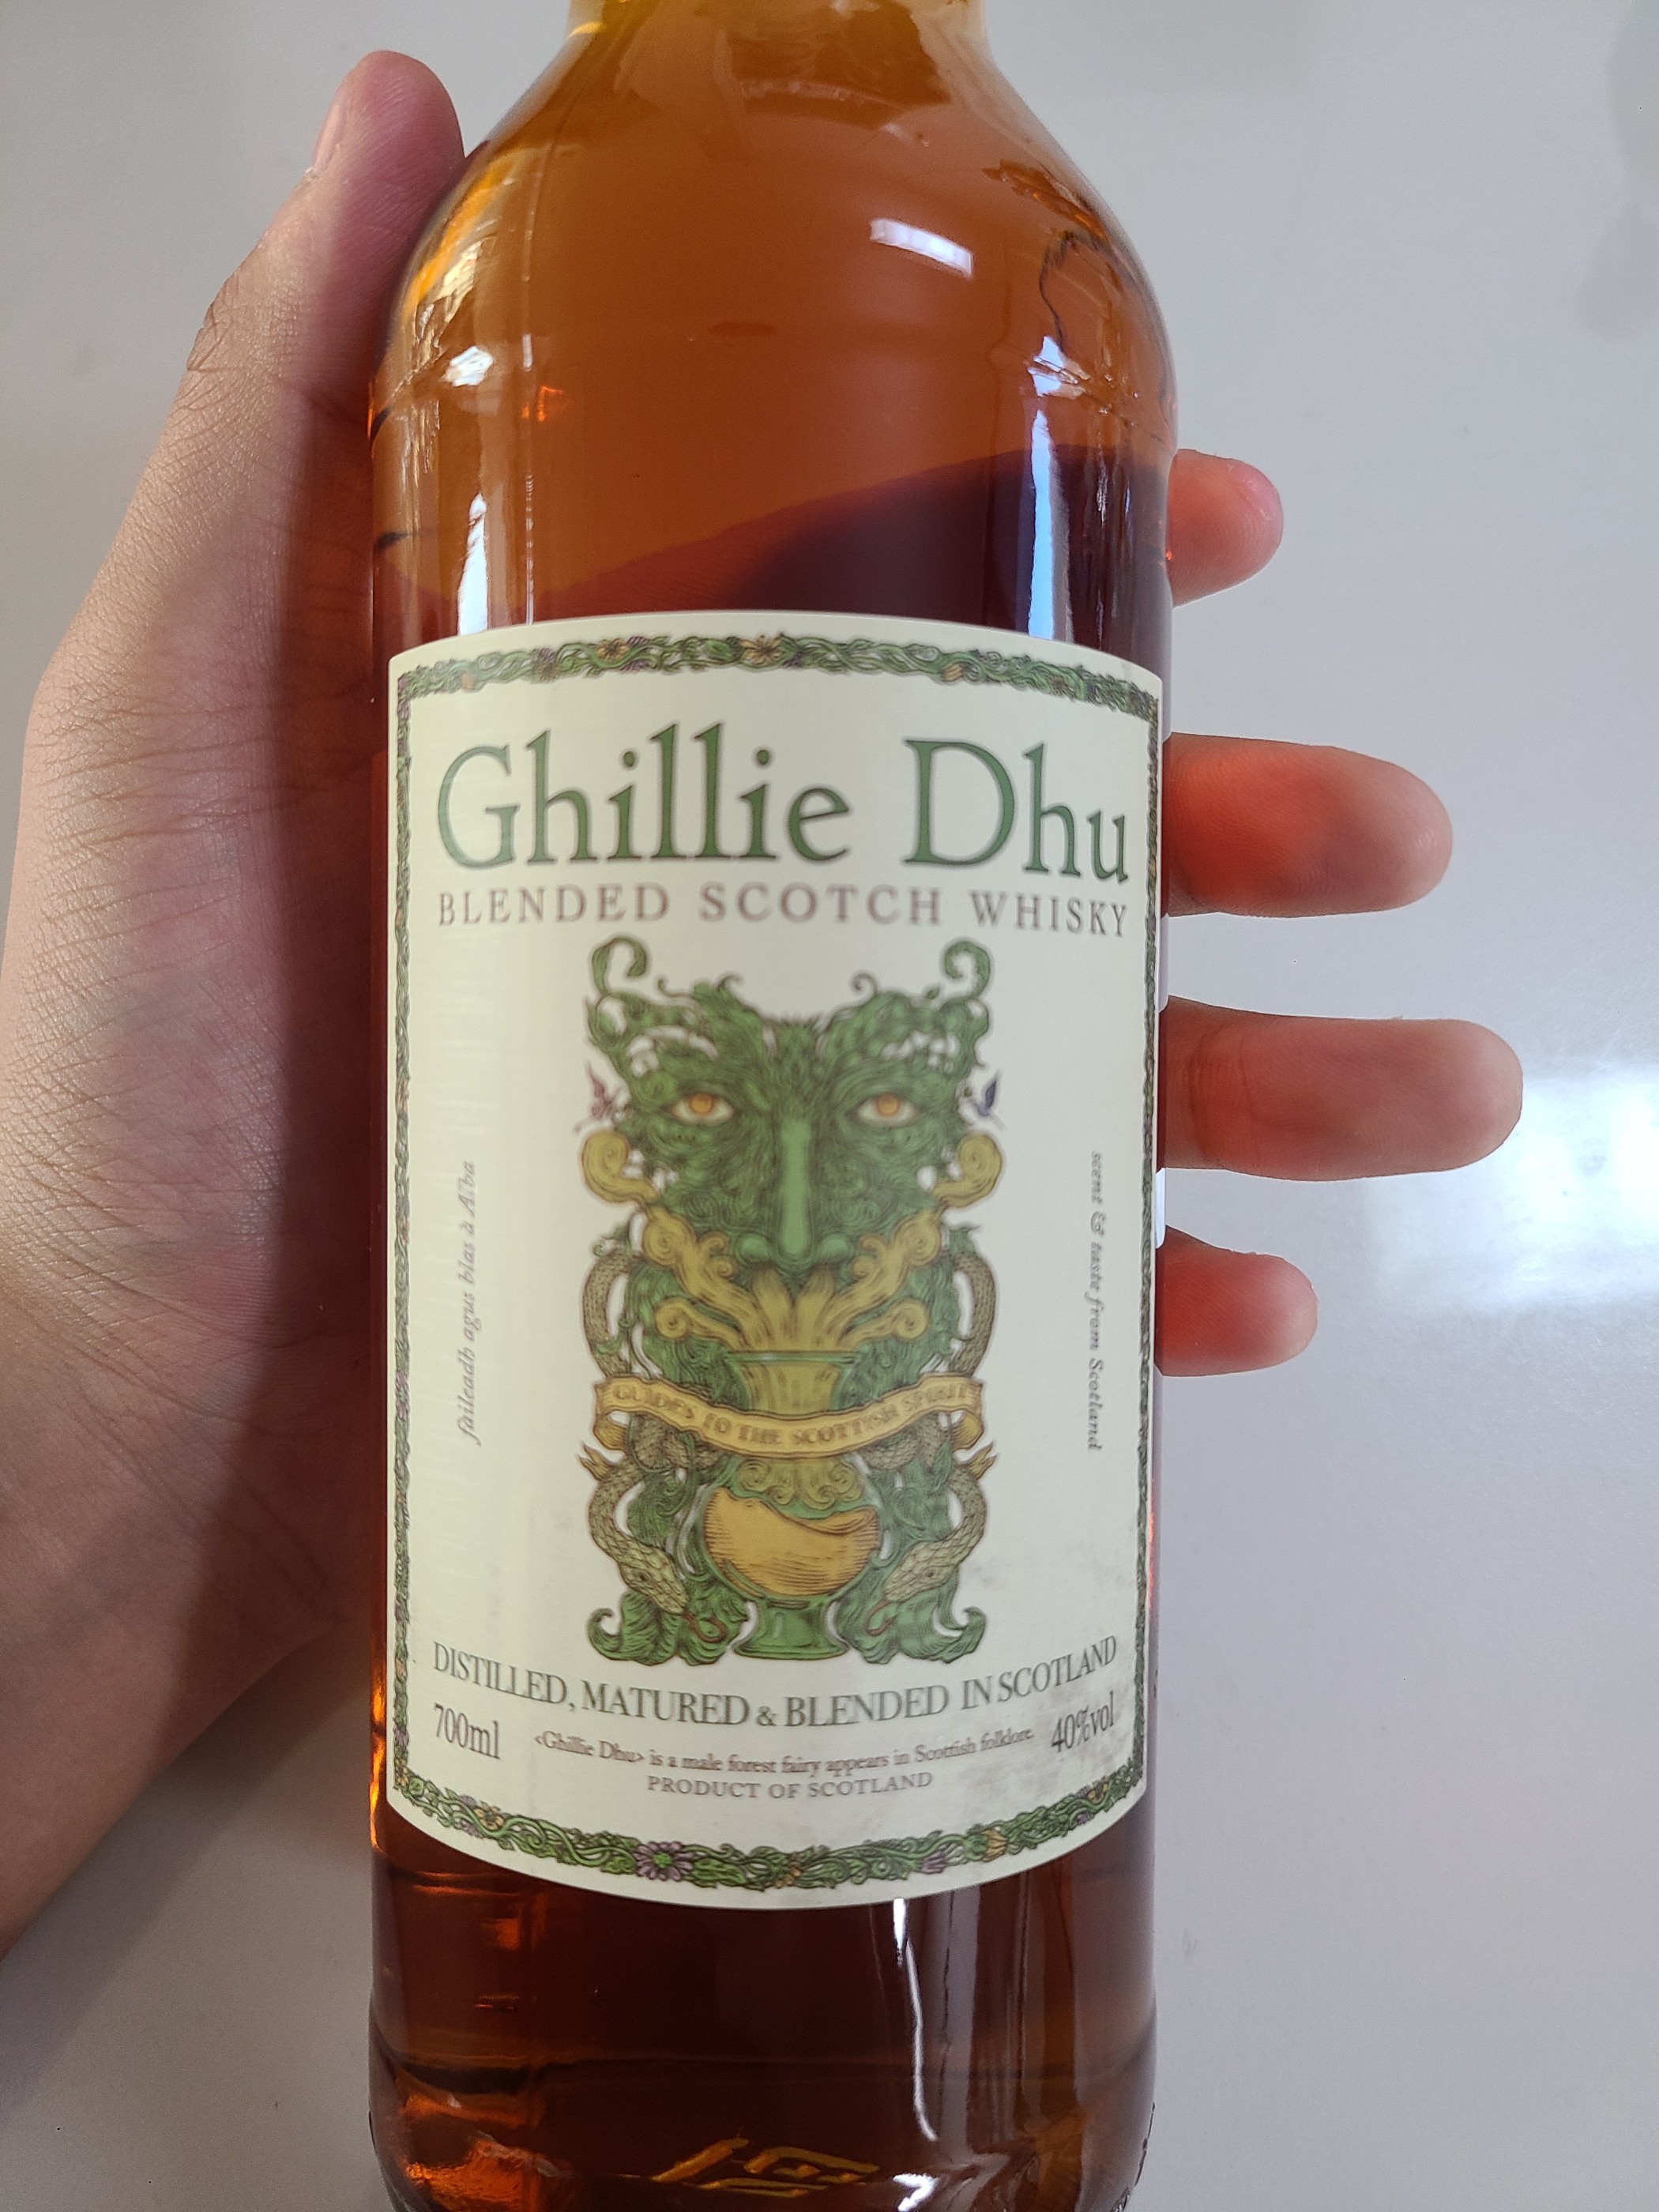 Ghillie Dhu
BLENDED SCOTCH WHISKY
fàileadh agus blas à Alba
scent & taste from Scotland
GUIDES TO THE SCOTTISH SPIRIT
DISTILLED, MATURED & BLENDED IN SCOTLAND
700ml
<Ghillie Dhu> is a male forest fairy appears in Scottish folklore.
40%vol
PRODUCT OF SCOTLAND